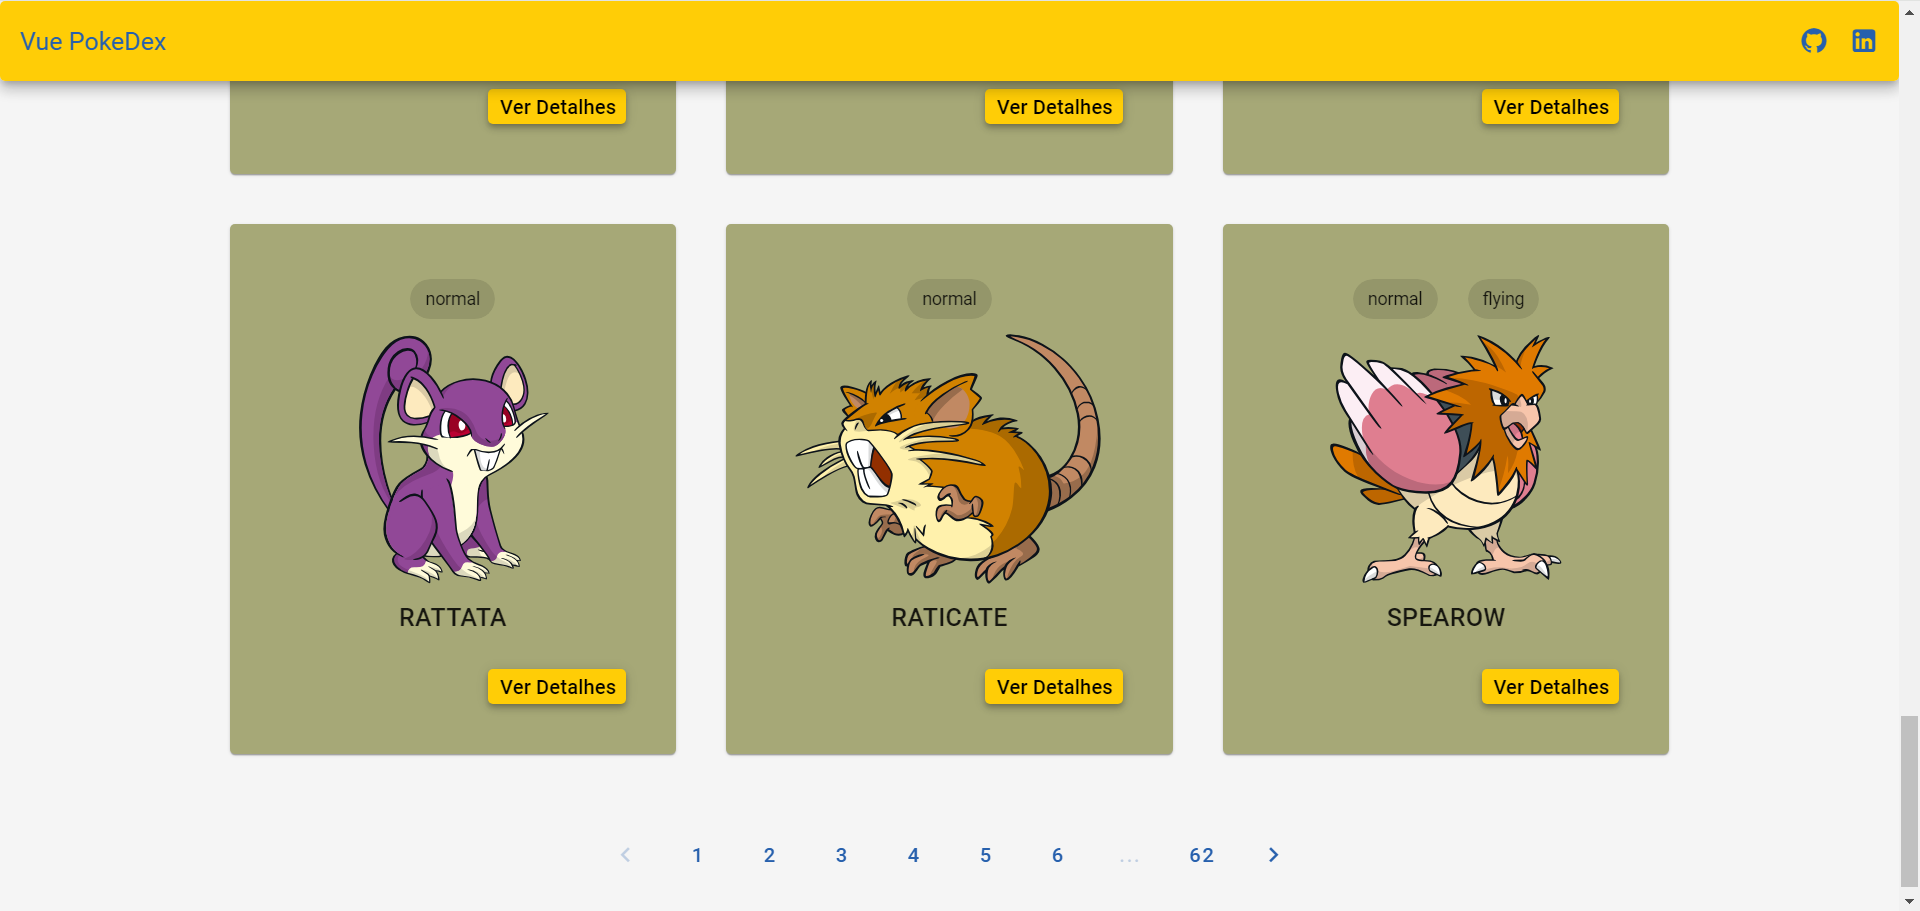 Vue PokeDex
Ver Detalhes Ver Detalhes Ver Detalhes
normal normal normal flying
RATTATA RATICATE SPEAROW
Ver Detalhes Ver Detalhes Ver Detalhes
1 2 3 4 5 6 ... 62